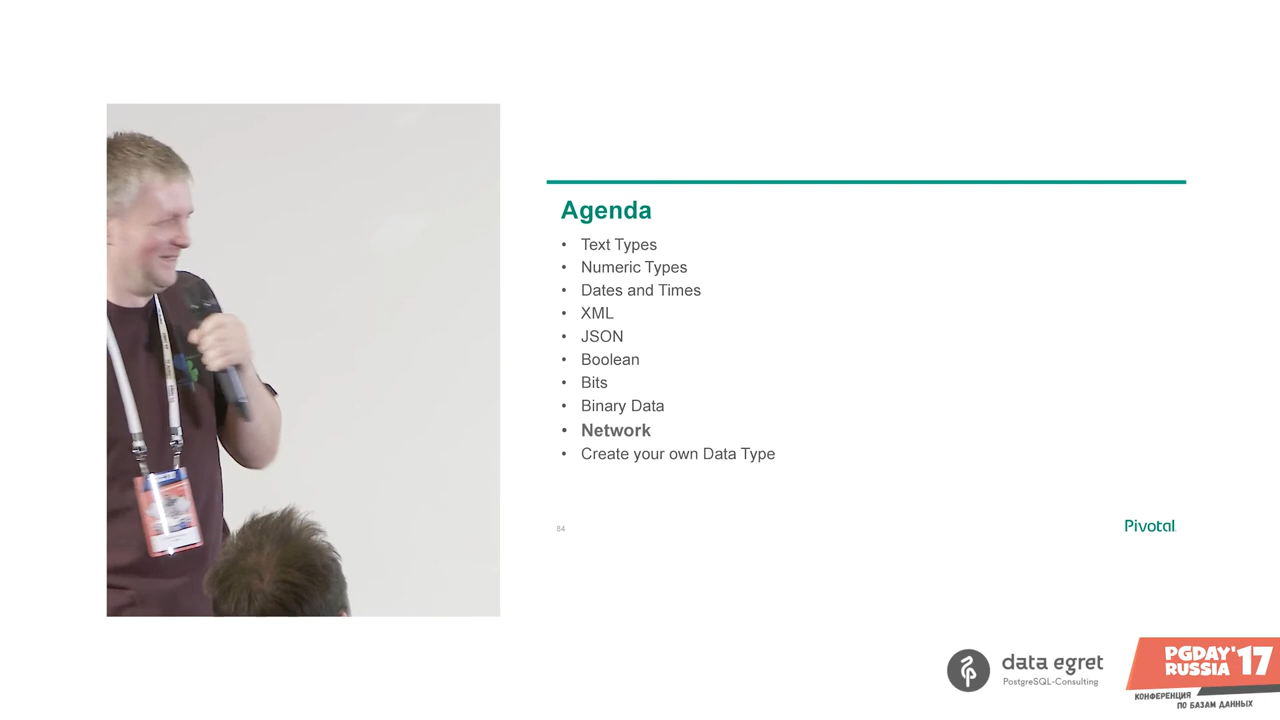 Agenda
• Text Types
• Numeric Types
• Dates and Times
• XML
• JSON
• Boolean
• Bits
• Binary Data
• Network
• Create your own Data Type
84
Pivotal
data egret
PostgreSQL-Consulting
PGDAY'17
RUSSIA
КОНФЕРЕНЦИЯ
ПО БАЗАМ ДАННЫХ